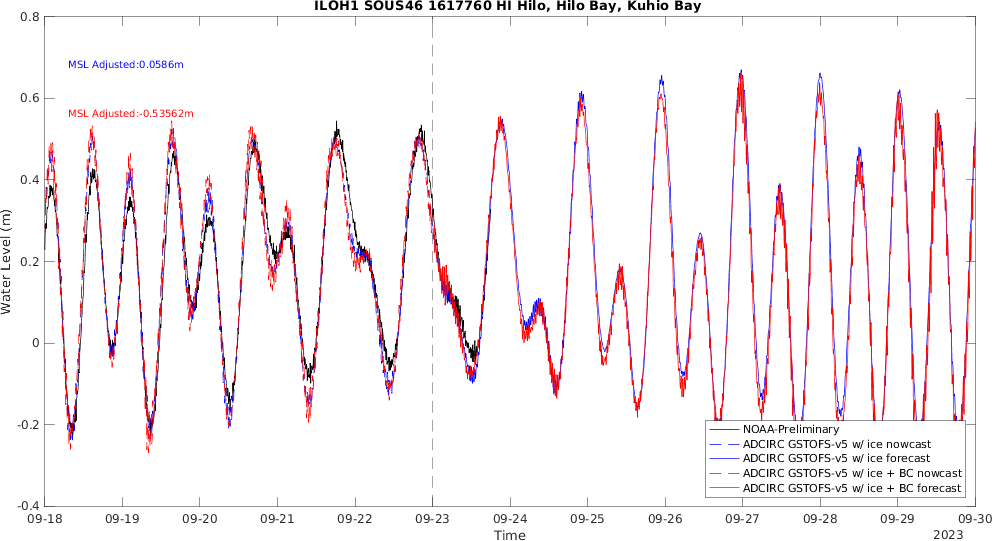 ILOH1 SOUS46 1617760 HI Hilo, Hilo Bay, Kuhio Bay
0.8
MSL Adjusted:0.0586m
0.6
MSL Adjusted:-0.53562m
0.4
Water Level (m)
0.2
0
-0.2
NOAA-Preliminary
ADCIRC GSTOFS-v5 w/ ice nowcast
ADCIRC GSTOFS-v5 w/ ice forecast
ADCIRC GSTOFS-v5 w/ ice + BC nowcast
ADCIRC GSTOFS-v5 w/ ice + BC forecast
-0.4
09-18 09-19 09-20 09-21 09-22 09-23 09-24 09-25 09-26 09-27 09-28 09-29 09-30
Time
2023